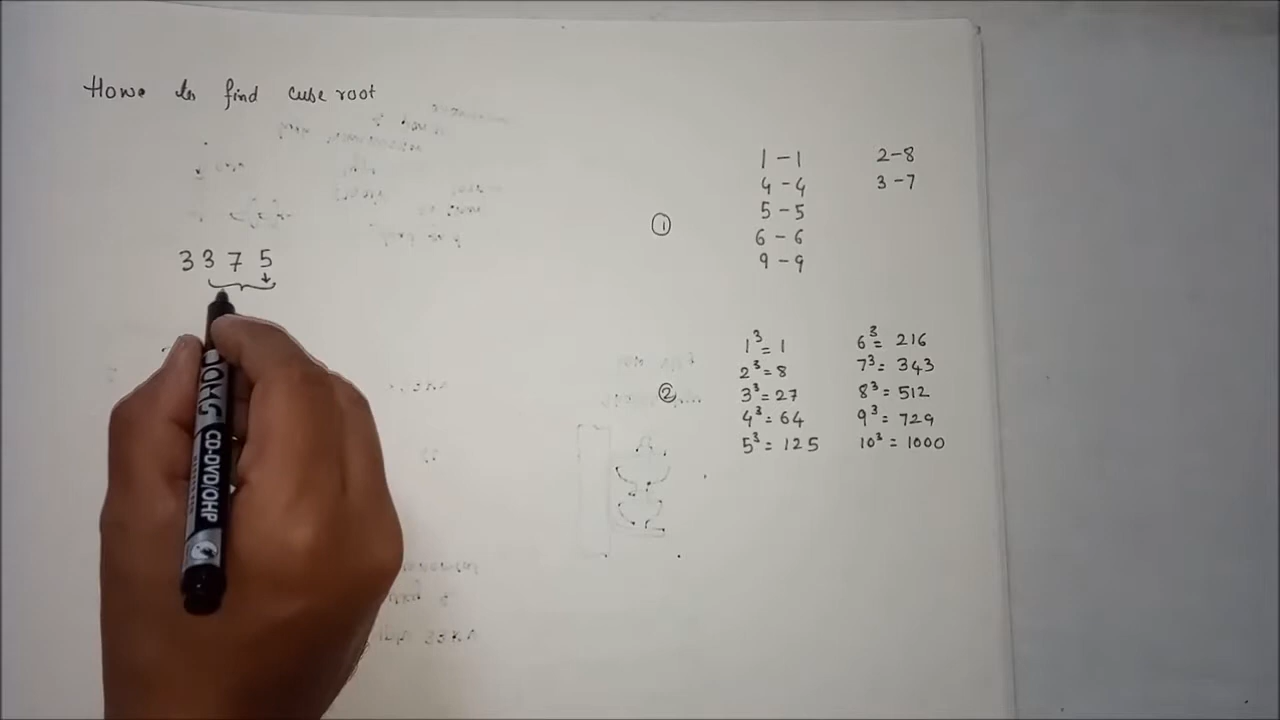 Howe to find cube root
3 3 7 5
①
1 - 1
4 - 4
5 - 5
6 - 6
9 - 9
2 - 8
3 - 7
②
1³ = 1
2³ = 8
3³ = 27
4³ = 64
5³ = 125
6³ = 216
7³ = 343
8³ = 512
9³ = 729
10³ = 1000
CD-DVD/OHP